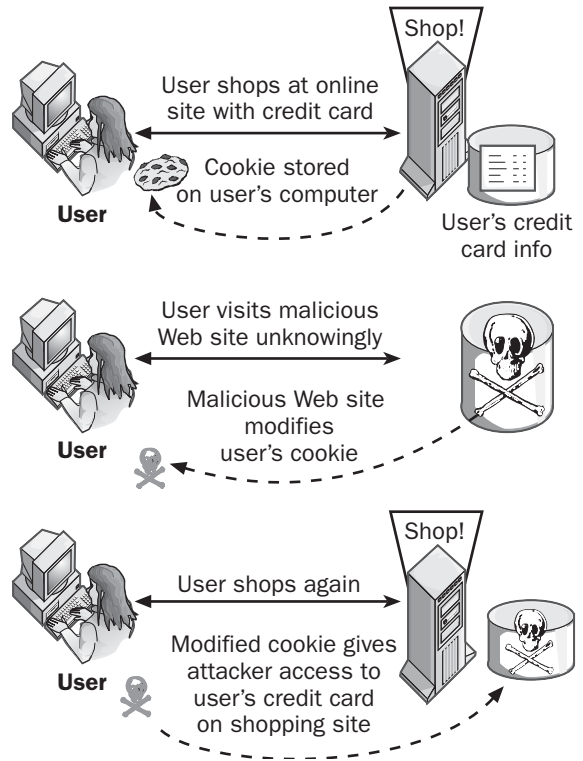 Shop!
User shops at online
site with credit card
Cookie stored
on user's computer
User
User's credit
card info
User visits malicious
Web site unknowingly
Malicious Web site
modifies
user's cookie
User
Shop!
User shops again
Modified cookie gives
attacker access to
user's credit card
on shopping site
User